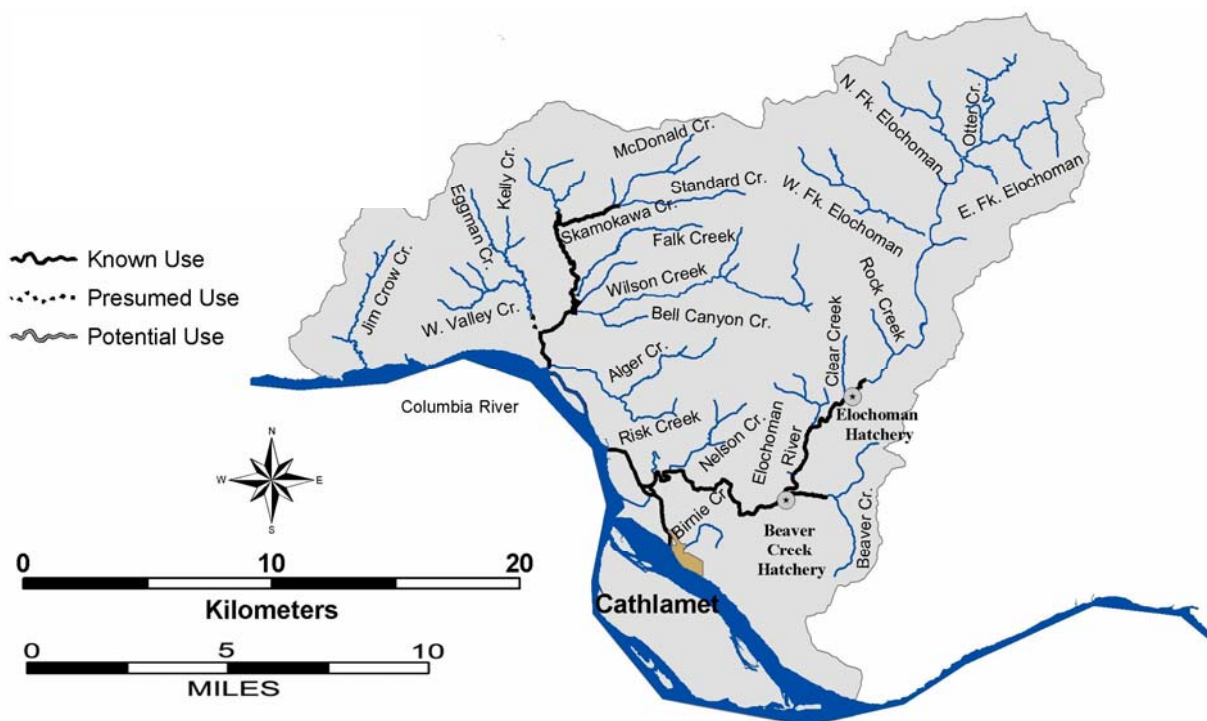 N. Fk. Elochoman
Otter Cr.
McDonald Cr.
Kelly Cr.
Standard Cr.
Eggman Cr.
Skamokawa Cr.
W. Fk. Elochoman
E. Fk. Elochoman
Falk Creek
Known Use
Jim Crow Cr.
Wilson Creek
Rock Creek
Presumed Use
W. Valley Cr.
Bell Canyon Cr.
Potential Use
Alger Cr.
Clear Creek
Columbia River
Elochoman
Hatchery
Risk Creek
Nelson Cr.
Elochoman
River
N
W
E
S
Birnie Cr
Beaver Cr.
Beaver
Creek
Hatchery
0 10 20
Kilometers
Cathlamet
0 5 10
MILES